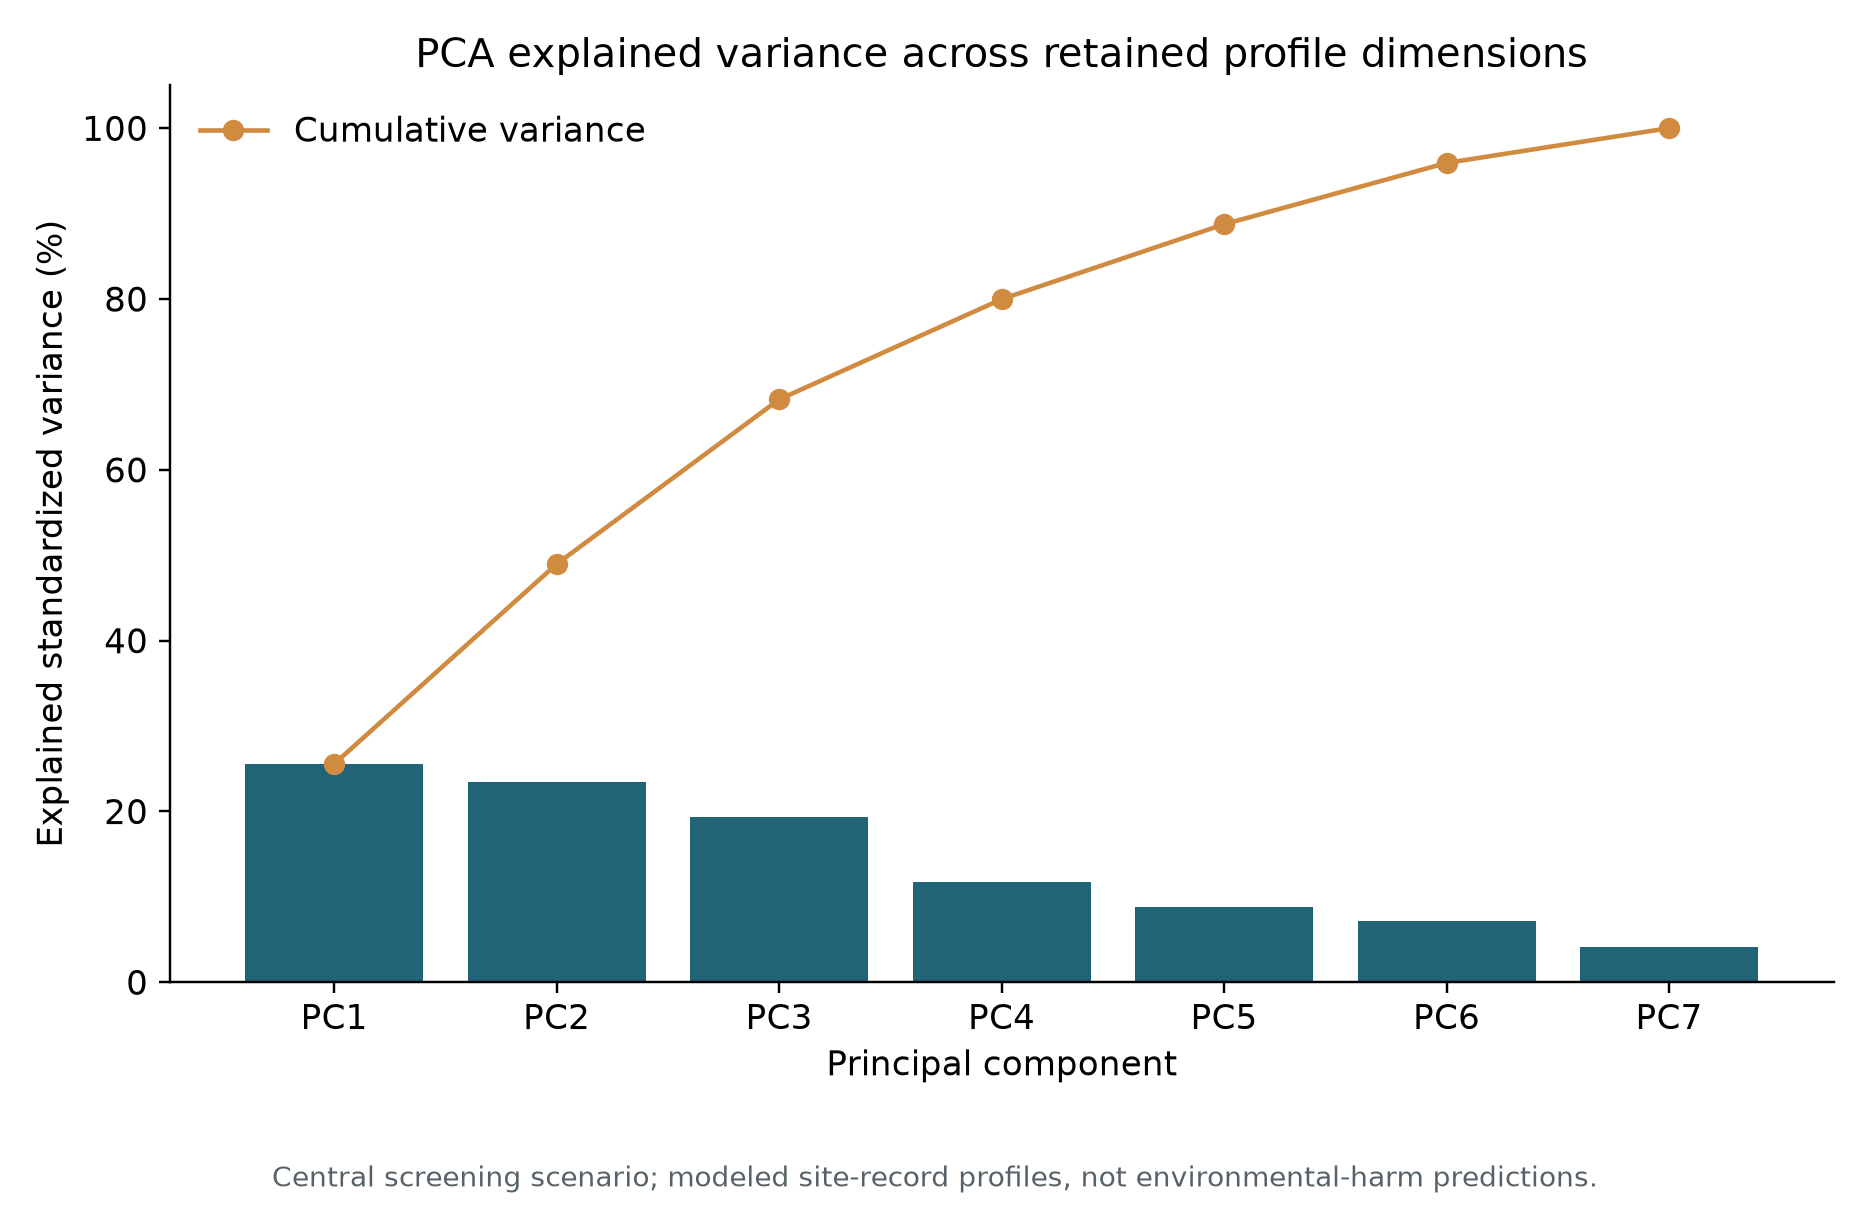 PCA explained variance across retained profile dimensions
Cumulative variance
Explained standardized variance (%)
100
80
60
40
20
0
PC1 PC2 PC3 PC4 PC5 PC6 PC7
Principal component
Central screening scenario; modeled site-record profiles, not environmental-harm predictions.